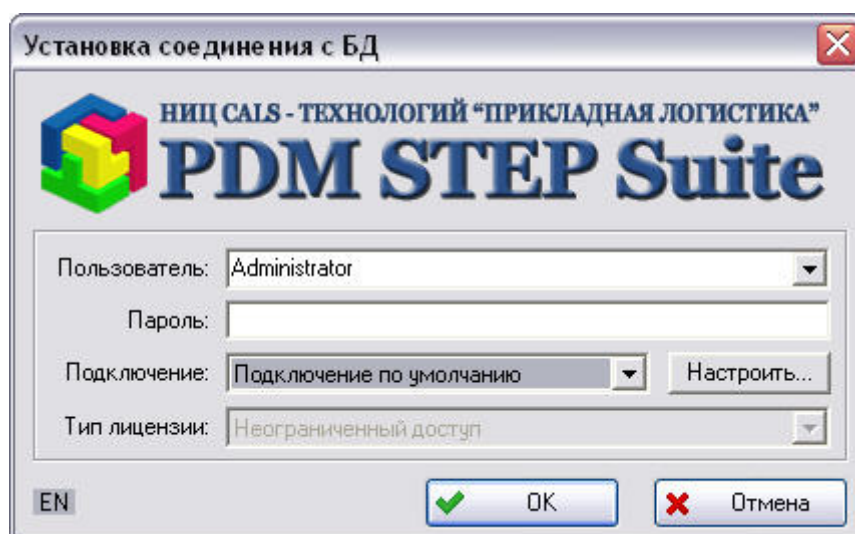 Установка соединения с БД
НИЦ CALS - ТЕХНОЛОГИЙ “ПРИКЛАДНАЯ ЛОГИСТИКА”
PDM STEP Suite
Пользователь: Administrator
Пароль:
Подключение: Подключение по умолчанию Настроить...
Тип лицензии: Неограниченный доступ
EN OK Отмена